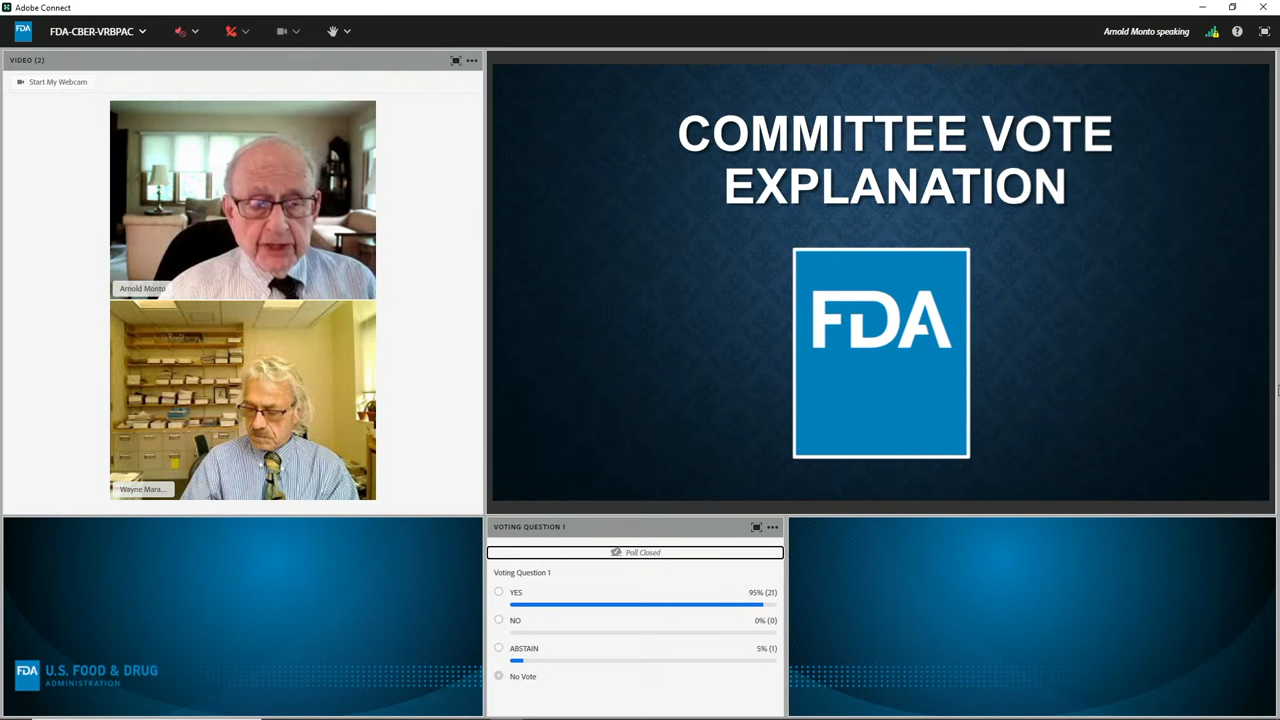 Adobe Connect
FDA
FDA-CBER-VRBPAC
Arnold Monto speaking
VIDEO (2)
Start My Webcam
Arnold Monto
Wayne Mara...
COMMITTEE VOTE
EXPLANATION
FDA
VOTING QUESTION 1
Poll Closed
Voting Question 1
YES 95% (21)
NO 0% (0)
ABSTAIN 5% (1)
No Vote
FDA U.S. FOOD & DRUG
ADMINISTRATION